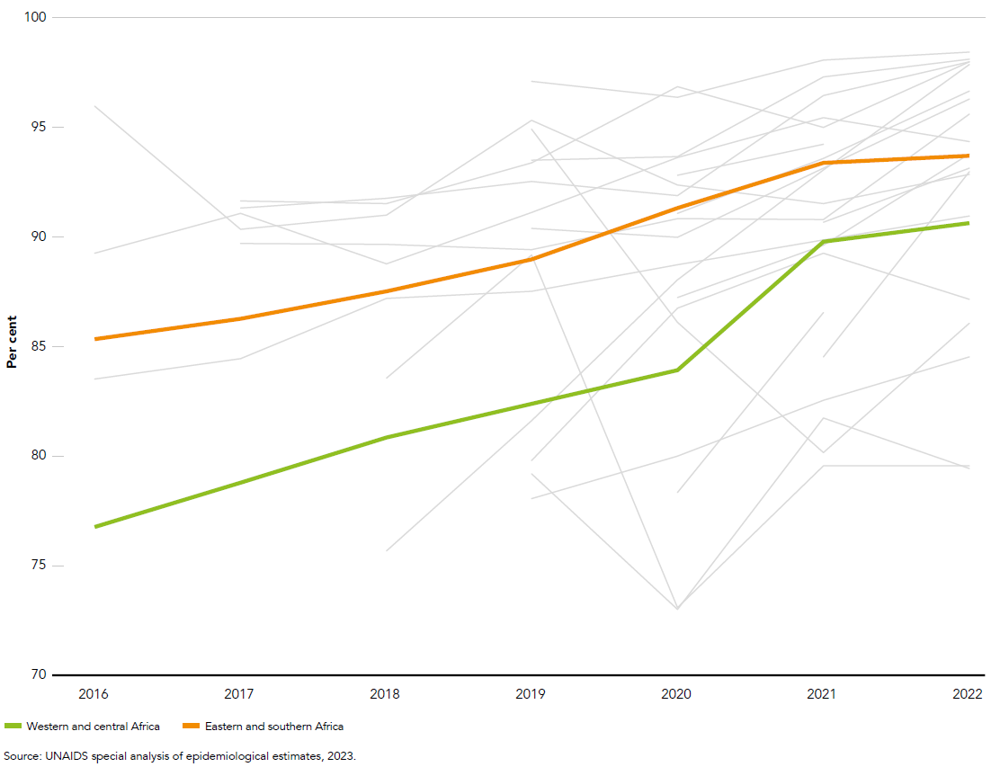 100
95
90
85
80
75
70
Per cent
2016 2017 2018 2019 2020 2021 2022
Western and central Africa Eastern and southern Africa
Source: UNAIDS special analysis of epidemiological estimates, 2023.